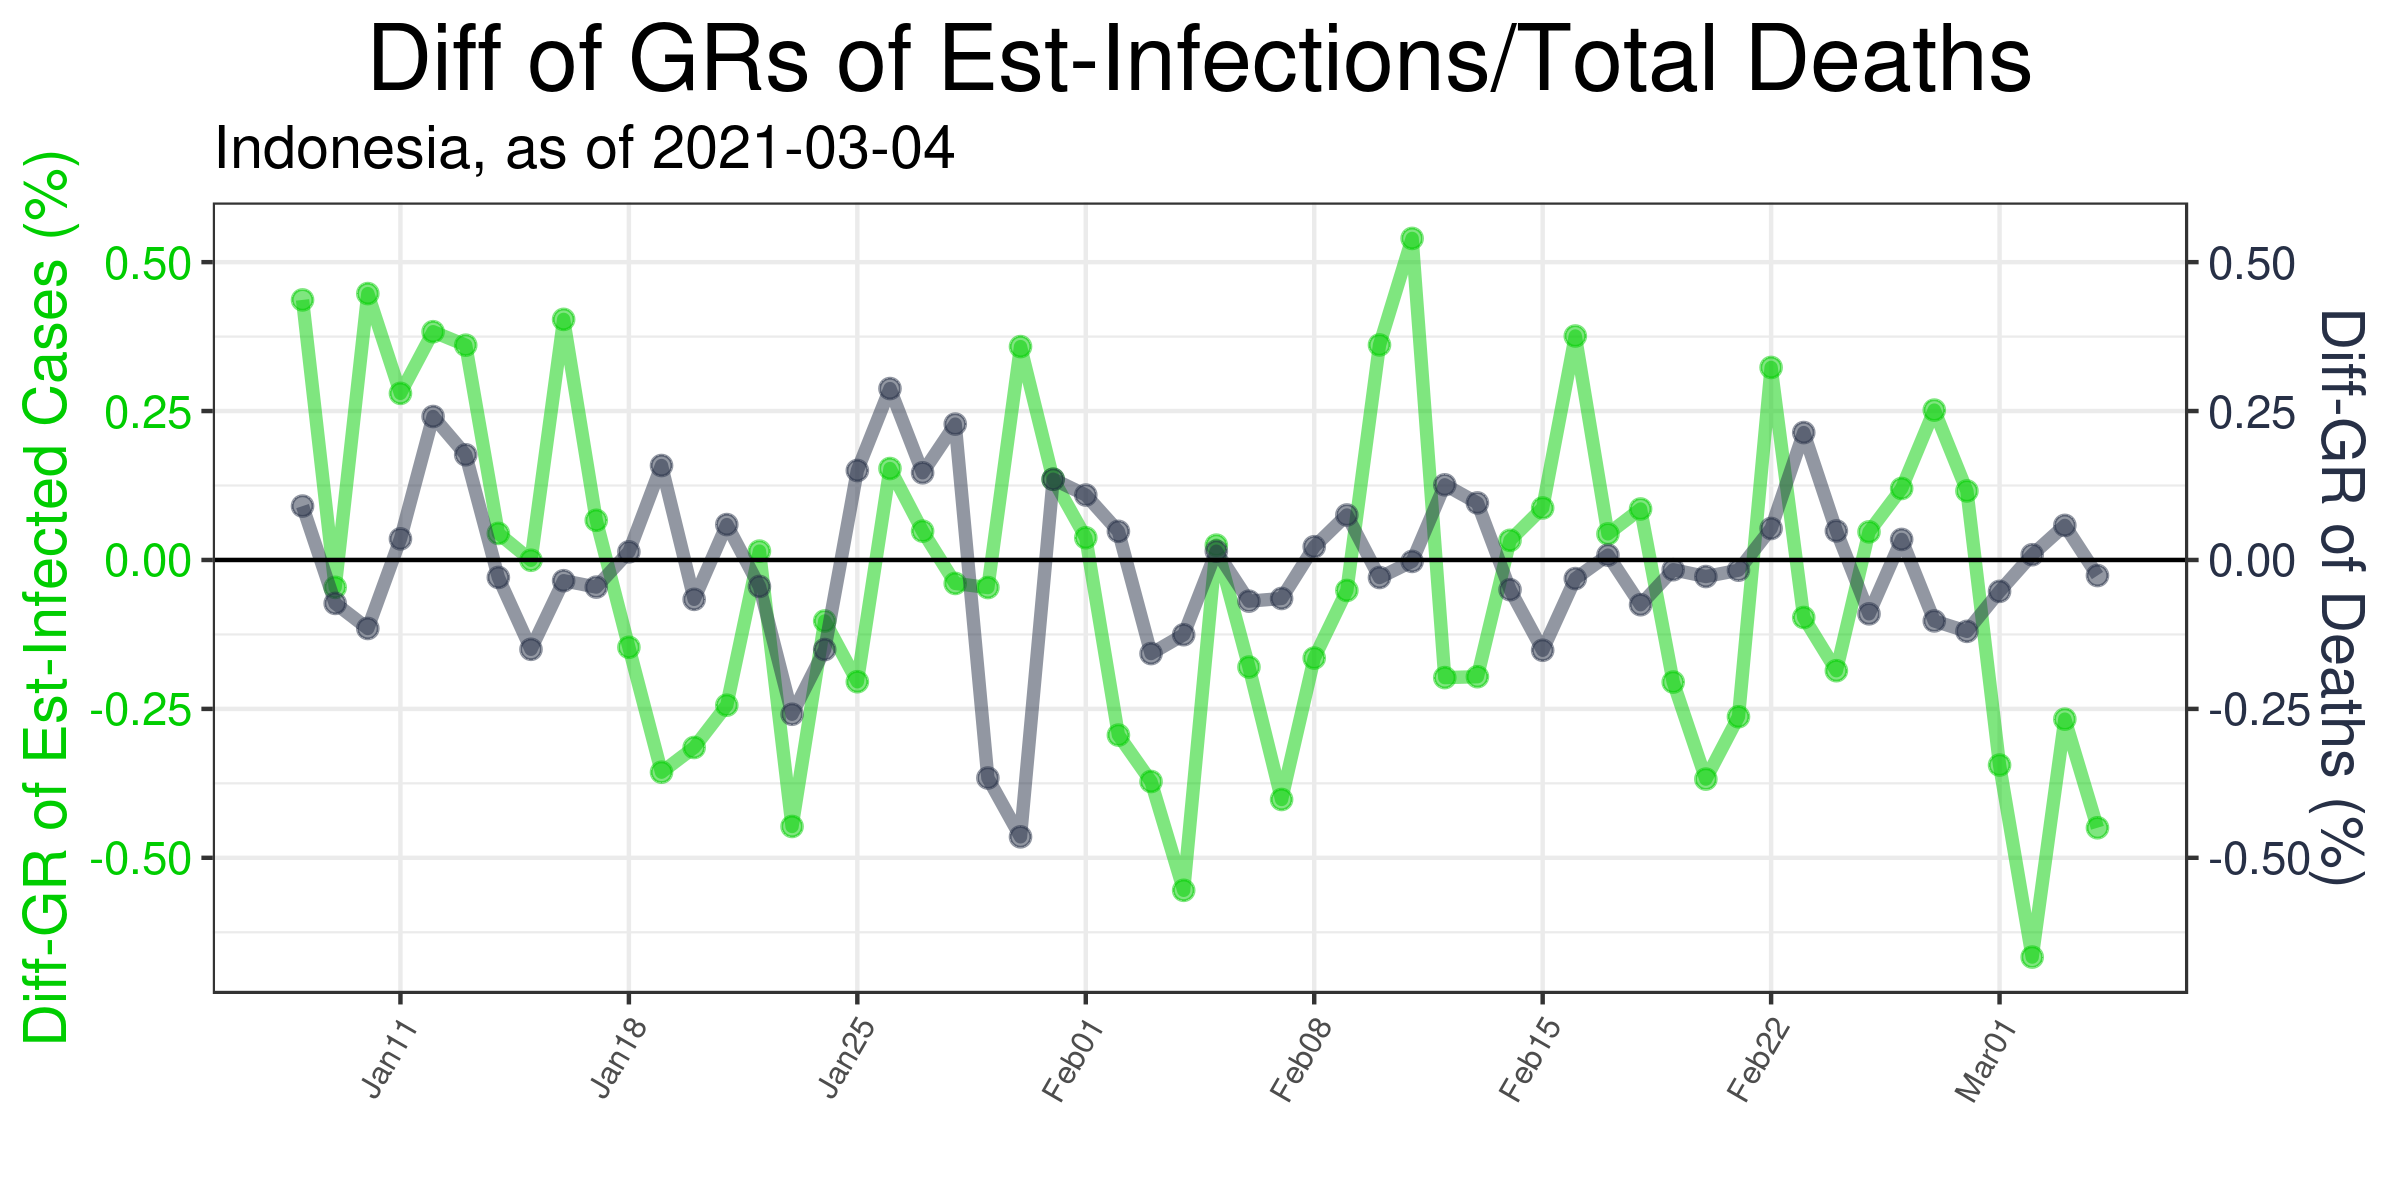 Diff of GRs of Est-Infections/Total Deaths
Indonesia, as of 2021-03-04
Diff-GR of Est-Infected Cases (%)
0.50
0.25
0.00
-0.25
-0.50
0.50
0.25
0.00
-0.25
-0.50
Diff-GR of Deaths (%)
Jan11
Jan18
Jan25
Feb01
Feb08
Feb15
Feb22
Mar01